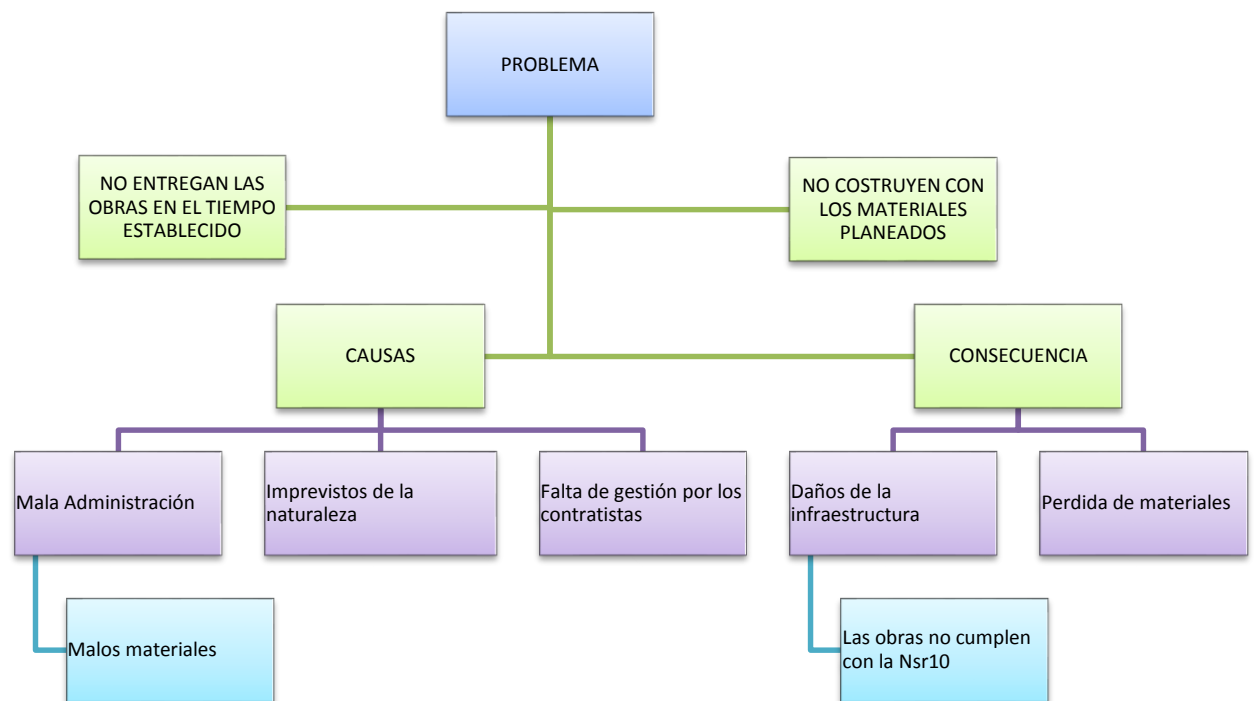 PROBLEMA
NO ENTREGAN LAS
OBRAS EN EL TIEMPO
ESTABLECIDO
NO COSTRUYEN CON
LOS MATERIALES
PLANEADOS
CAUSAS
CONSECUENCIA
Mala Administración
Imprevistos de la
naturaleza
Falta de gestión por los
contratistas
Daños de la
infraestructura
Perdida de materiales
Malos materiales
Las obras no cumplen
con la Nsr10